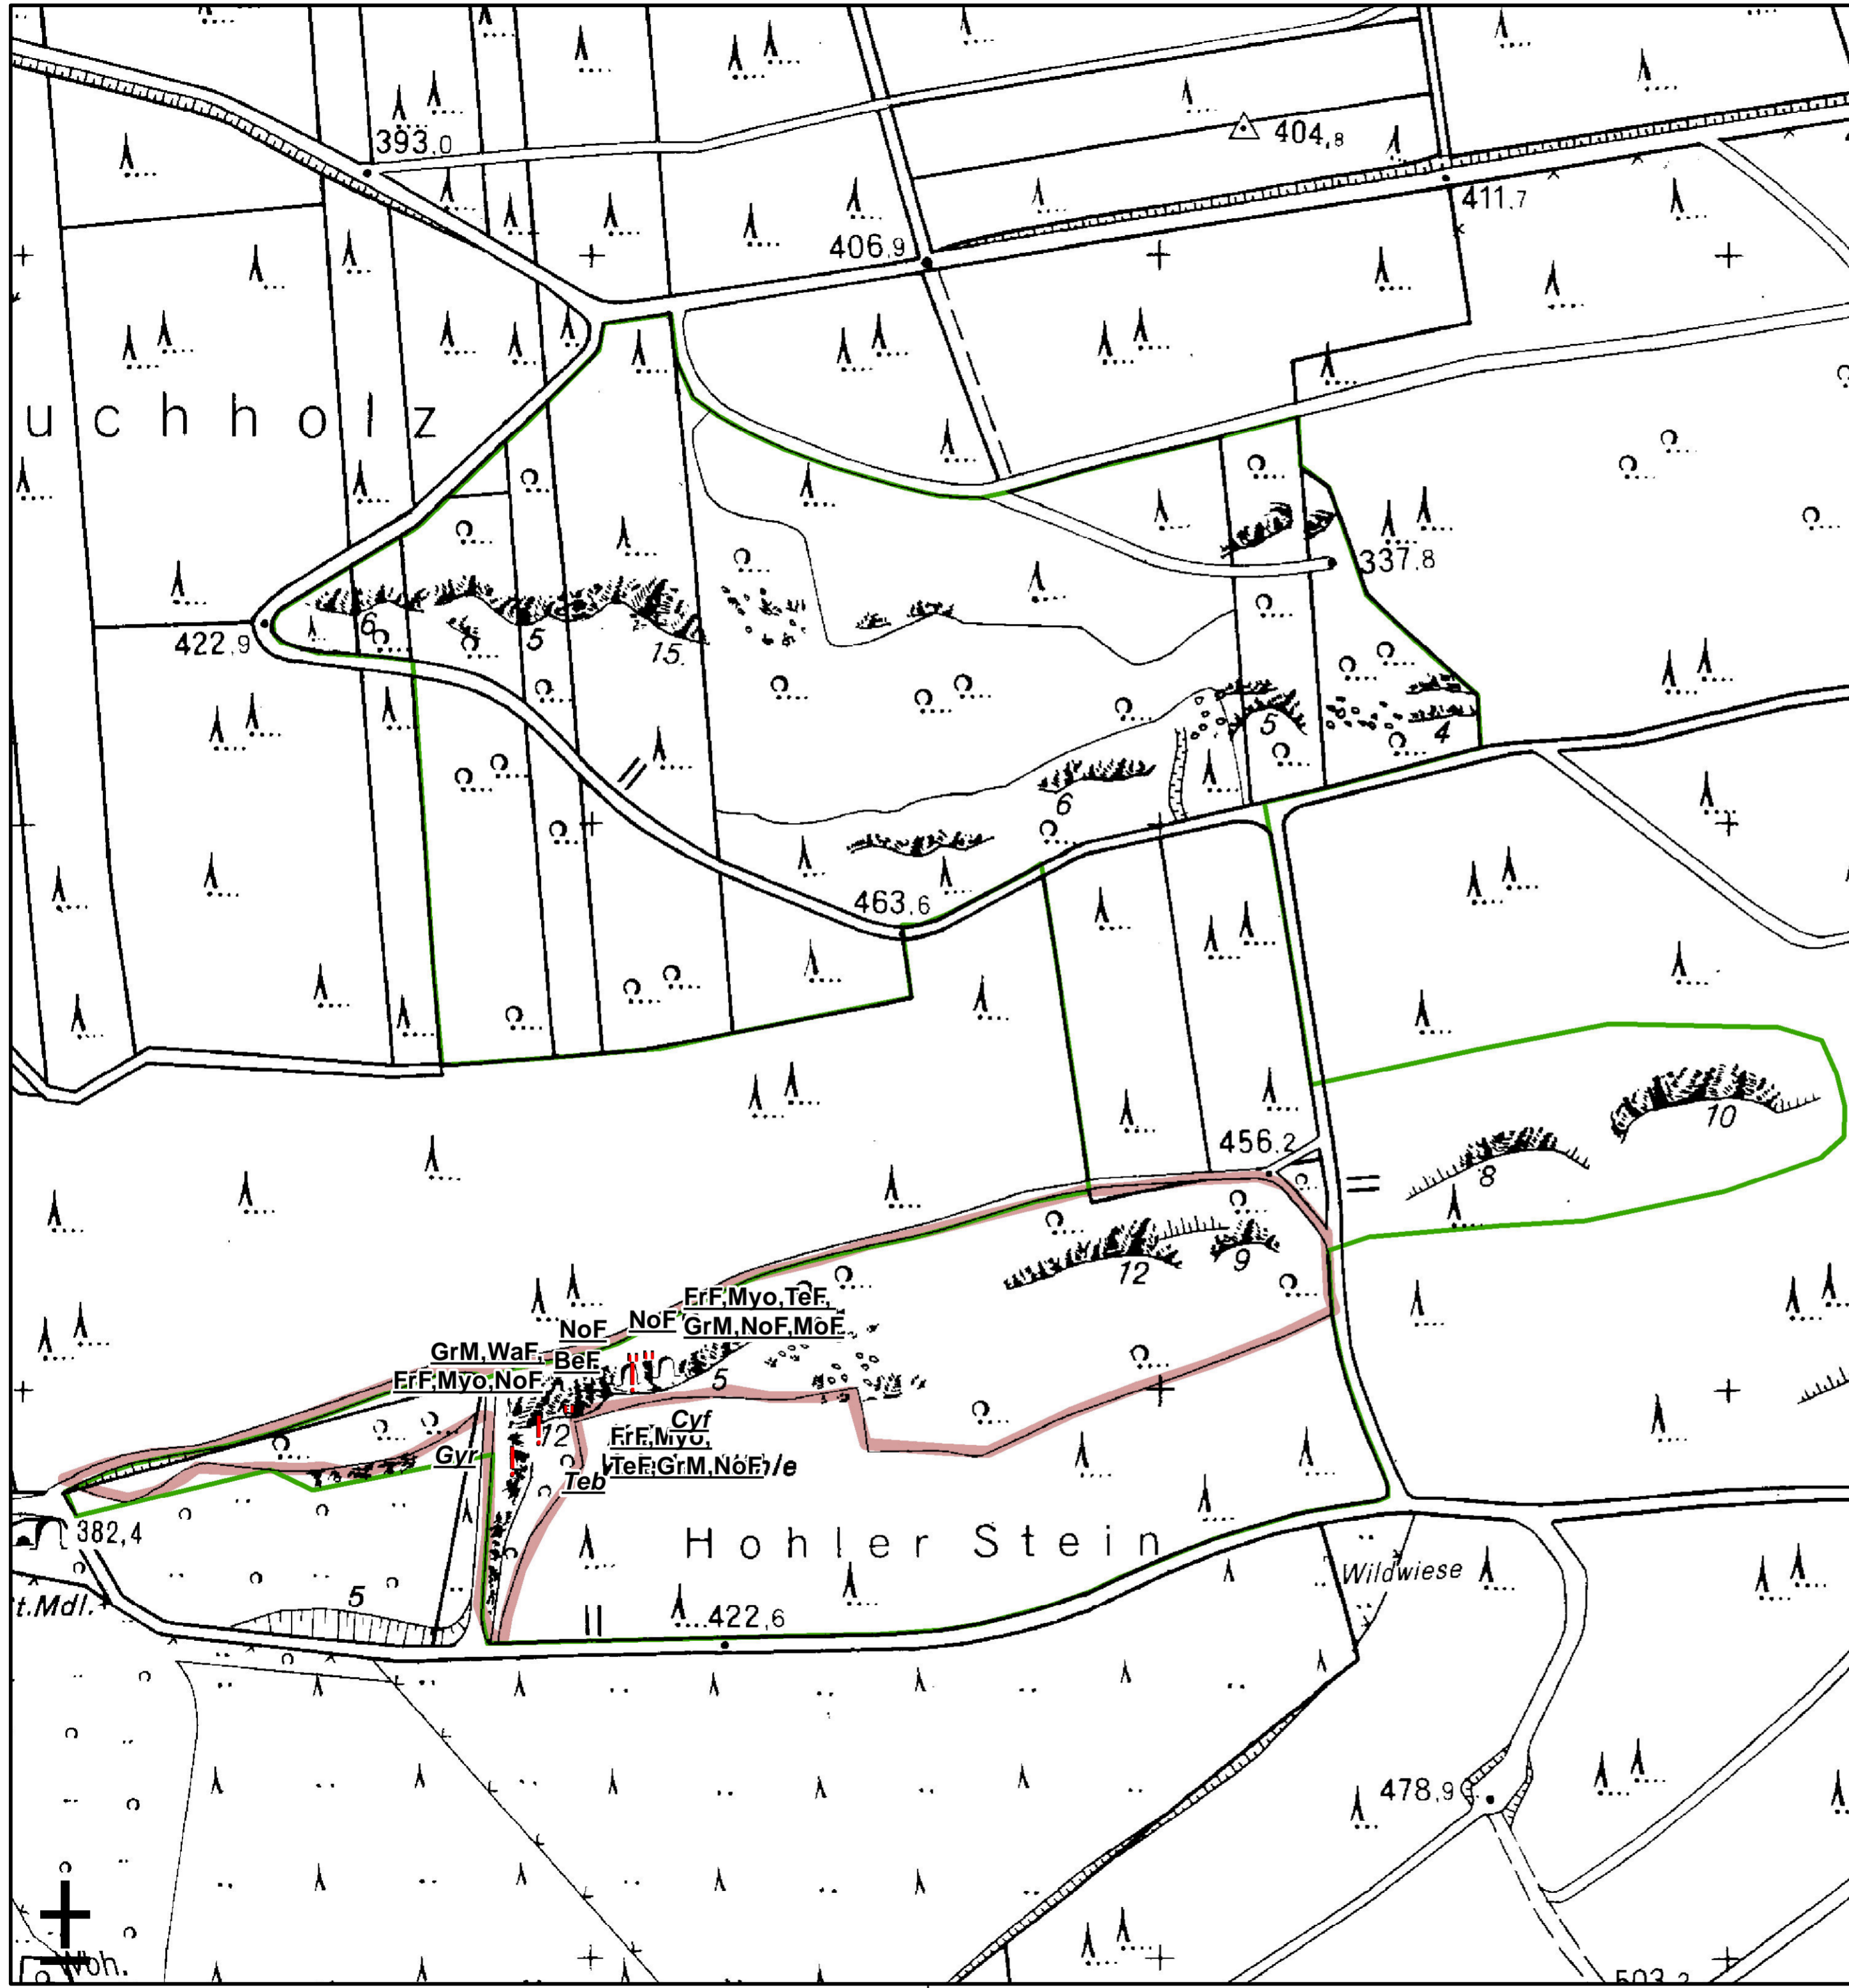 393,0
404,8
411,7
406,9
uchholz
337,8
422,9
6
5
15
5
4
6
463,6
10
456,2
8
12
9
FrF,Myo,TeF,
GrM,NoF,MoF
NoF
NoF
GrM,WaF,
BeF
FrF,Myo,NoF
5
12
Cyf
FrF,Myo,
TeF,GrM,NoF
Gyr
Teb
382,4
Hohler Stein
Wildwiese
t.Mdl.
5
422,6
478,9
Woh.
503,2